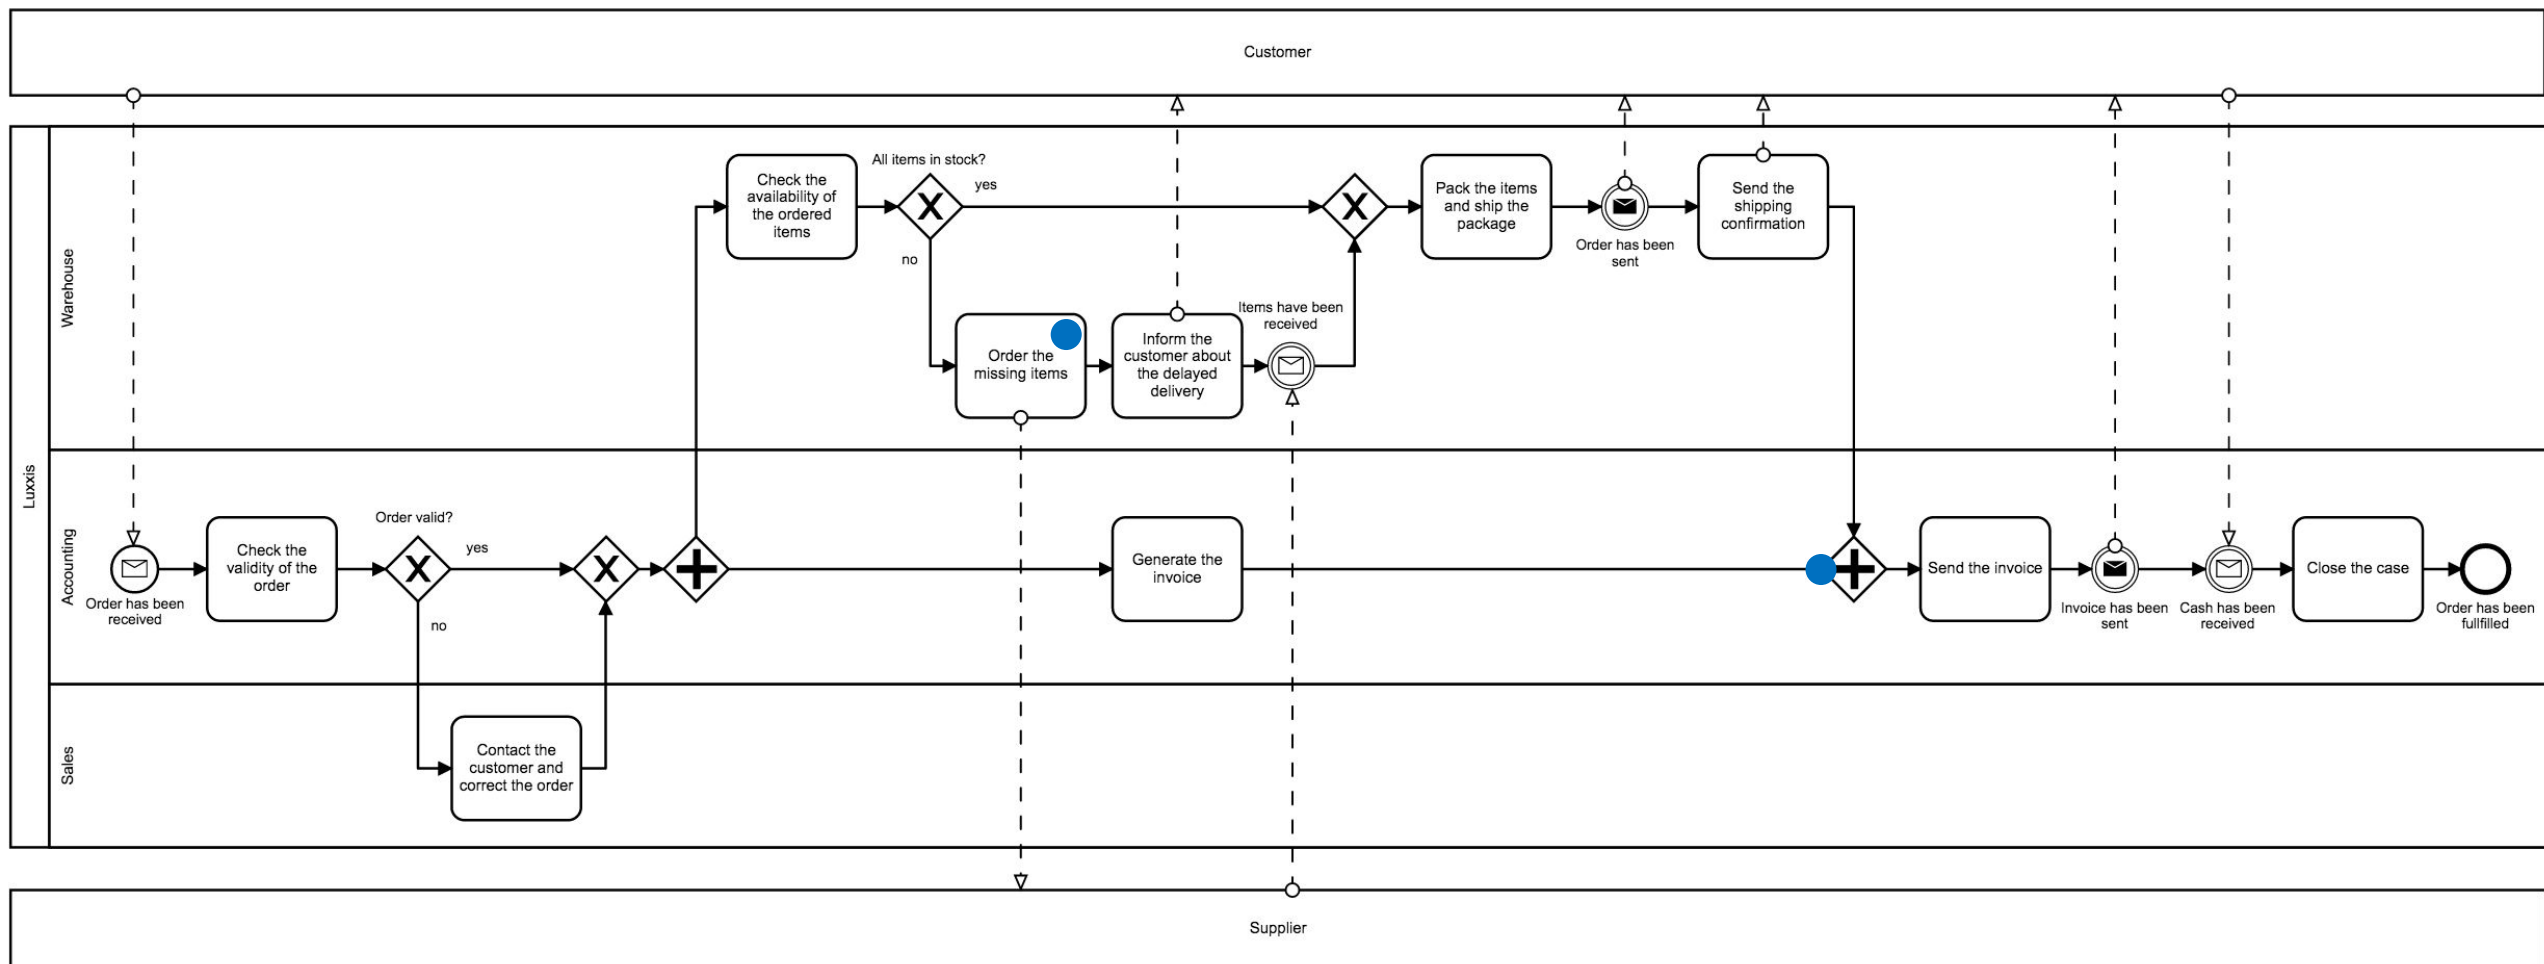 Customer
Luxxis
Warehouse
Check the
availability of
the ordered
items
All items in stock?
yes
no
Order the
missing items
Inform the
customer about
the delayed
delivery
Items have been
received
Pack the items
and ship the
package
Order has been
sent
Send the
shipping
confirmation
Accounting
Order has been
received
Check the
validity of the
order
Order valid?
yes
no
Generate the
invoice
Send the invoice
Invoice has been
sent
Cash has been
received
Close the case
Order has been
fullfilled
Sales
Contact the
customer and
correct the order
Supplier